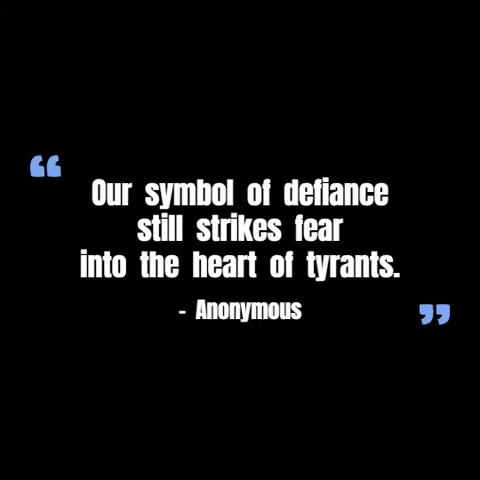 “
Our symbol of defiance
still strikes fear
into the heart of tyrants.
- Anonymous
”